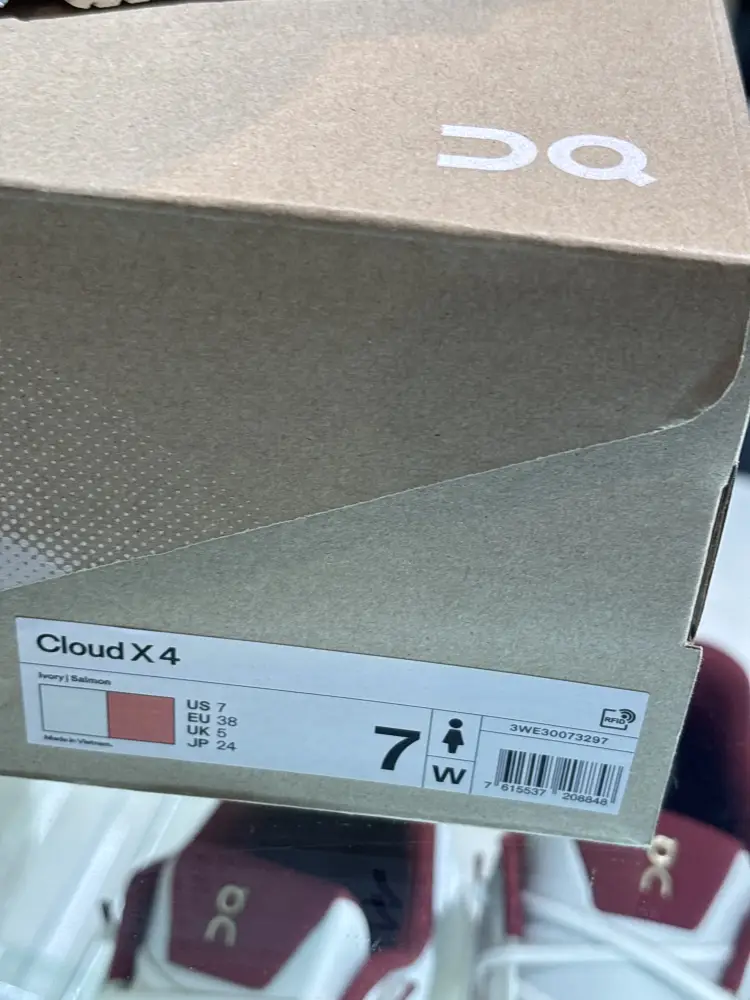 Cloud X 4
Ivory | Salmon
US 7
EU 38
UK 5
JP 24
Made in Vietnam.
7
W
RFID
3WE30073297
7 615537 208848